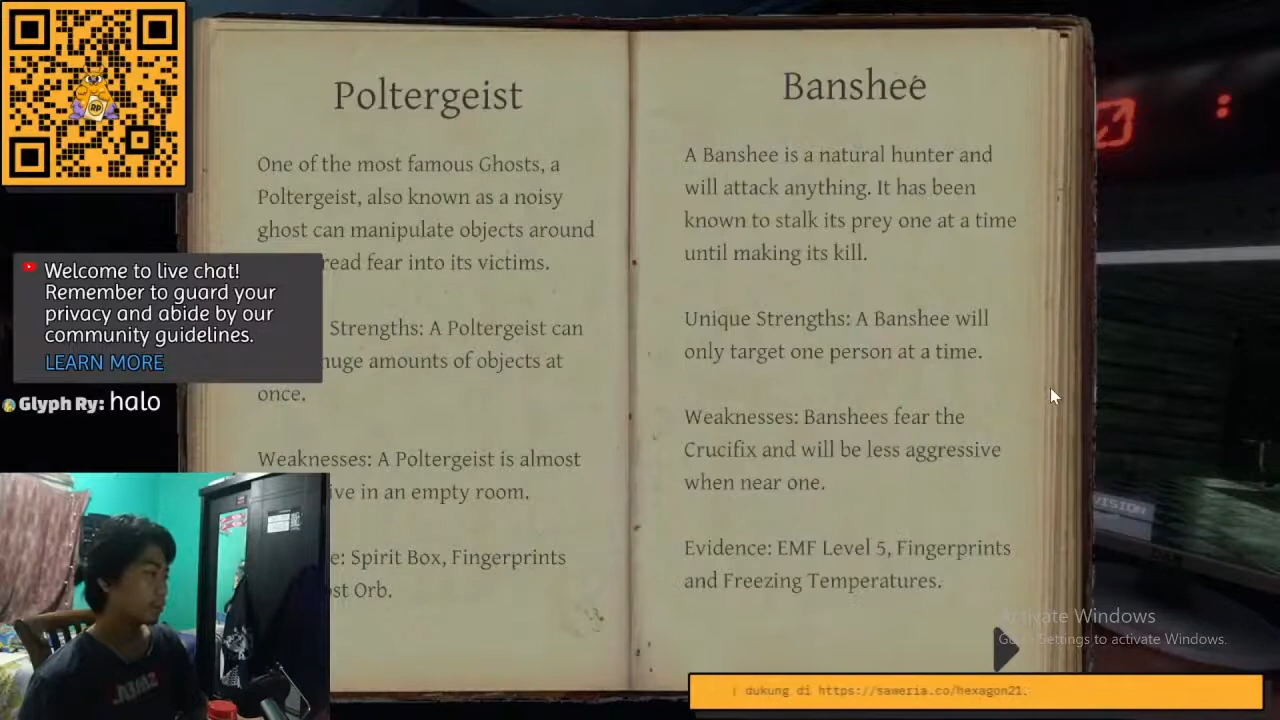 Poltergeist
One of the most famous Ghosts, a
Poltergeist, also known as a noisy
ghost can manipulate objects around
read fear into its victims.
Strengths: A Poltergeist can
huge amounts of objects at
once.
Weaknesses: A Poltergeist is almost
ive in an empty room.
e: Spirit Box, Fingerprints
st Orb.
Banshee
A Banshee is a natural hunter and
will attack anything. It has been
known to stalk its prey one at a time
until making its kill.
Unique Strengths: A Banshee will
only target one person at a time.
Weaknesses: Banshees fear the
Crucifix and will be less aggressive
when near one.
Evidence: EMF Level 5, Fingerprints
and Freezing Temperatures.
RP
Welcome to live chat!
Remember to guard your
privacy and abide by our
community guidelines.
LEARN MORE
Glyph Ry: halo
VISION
Activate Windows
Go to Settings to activate Windows.
| dukung di https://saweria.co/hexagon21.